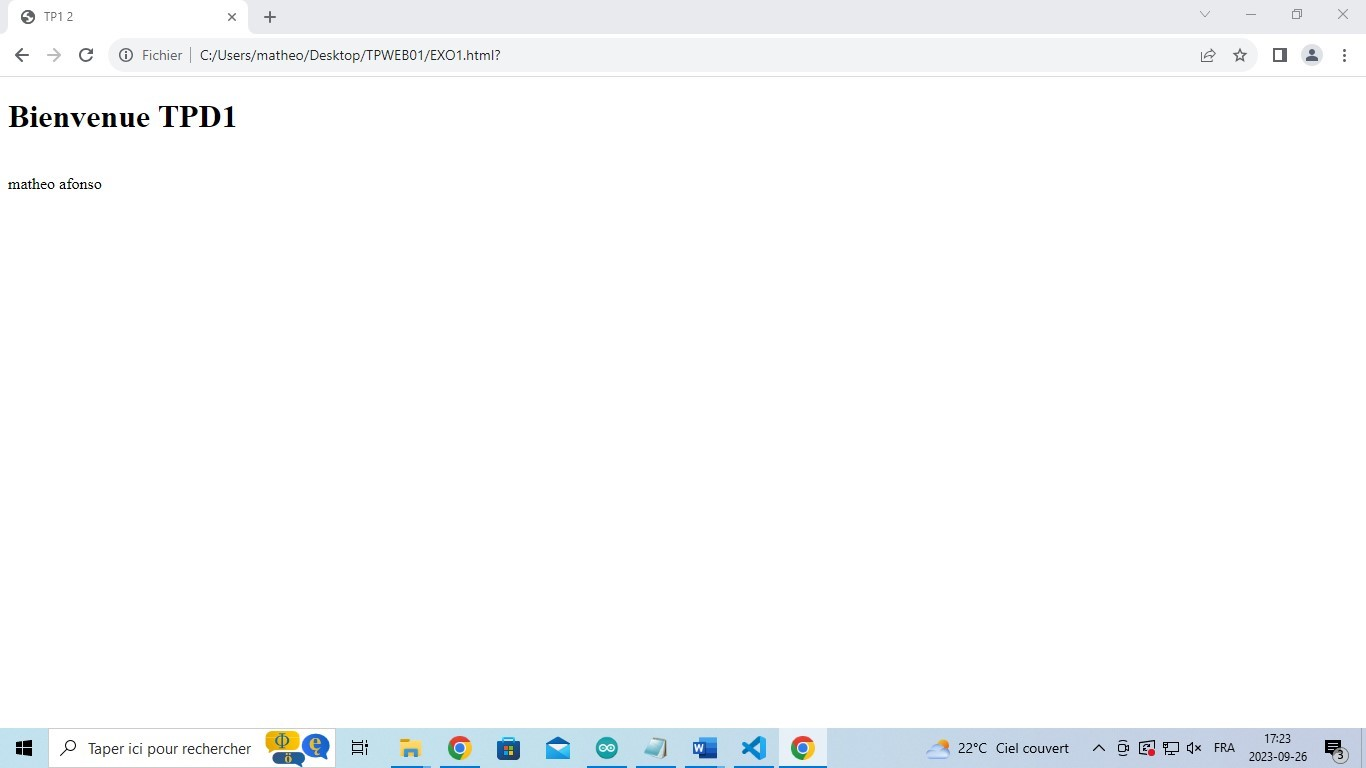 TP1 2
Fichier C:/Users/matheo/Desktop/TPWEB01/EXO1.html?
Bienvenue TPD1
matheo afonso
Taper ici pour rechercher
22°C Ciel couvert
FRA
17:23
2023-09-26
3